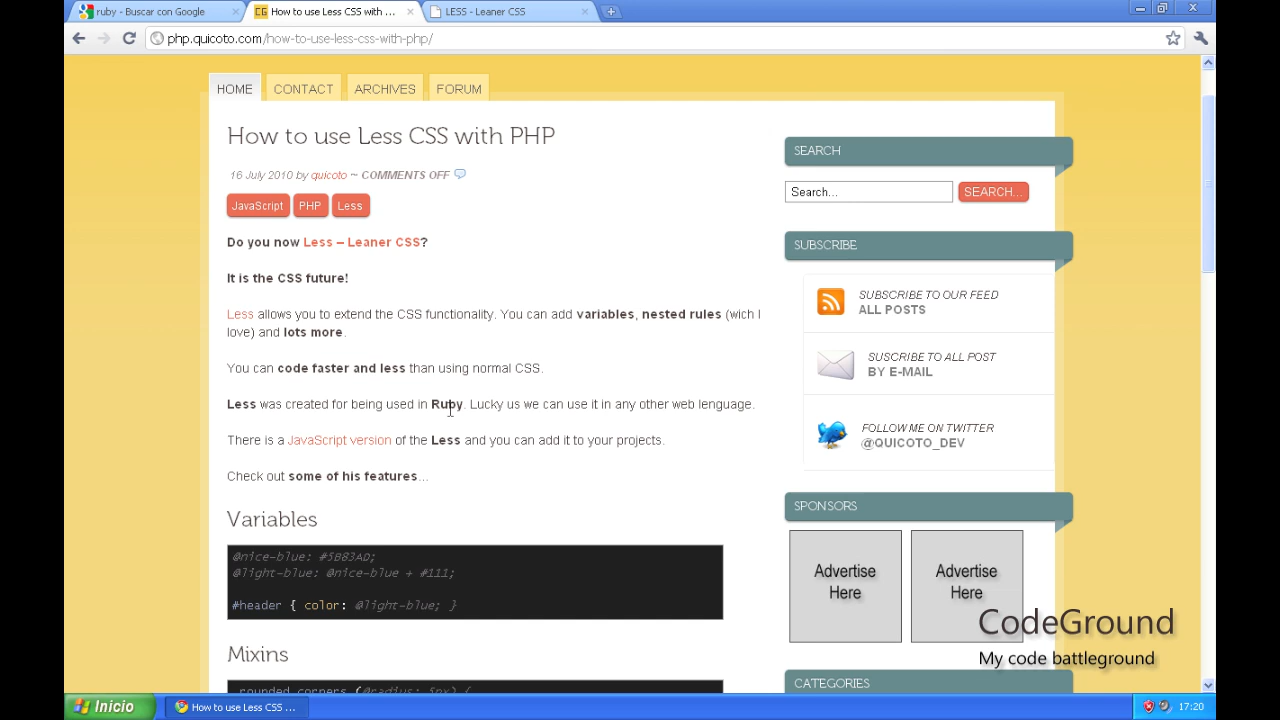 ruby - Buscar con Google
How to use Less CSS with ...
LESS - Leaner CSS
php.quicoto.com/how-to-use-less-css-with-php/
HOME CONTACT ARCHIVES FORUM
How to use Less CSS with PHP
16 July 2010 by quicoto ~ COMMENTS OFF
JavaScript PHP Less
Do you now Less – Leaner CSS?
It is the CSS future!
Less allows you to extend the CSS functionality. You can add variables, nested rules (wich I
love) and lots more.
You can code faster and less than using normal CSS.
Less was created for being used in Ruby. Lucky us we can use it in any other web lenguage.
There is a JavaScript version of the Less and you can add it to your projects.
Check out some of his features...
Variables
@nice-blue: #5B83AD;
@light-blue: @nice-blue + #111;
#header { color: @light-blue; }
Mixins
.rounded_corners (@radius: 5px) {
SEARCH
Search...
SEARCH...
SUBSCRIBE
SUBSCRIBE TO OUR FEED
ALL POSTS
SUSCRIBE TO ALL POST
BY E-MAIL
FOLLOW ME ON TWITTER
@QUICOTO_DEV
SPONSORS
Advertise
Here
Advertise
Here
CATEGORIES
CodeGround
My code battleground
Inicio
How to use Less CSS ...
17:20